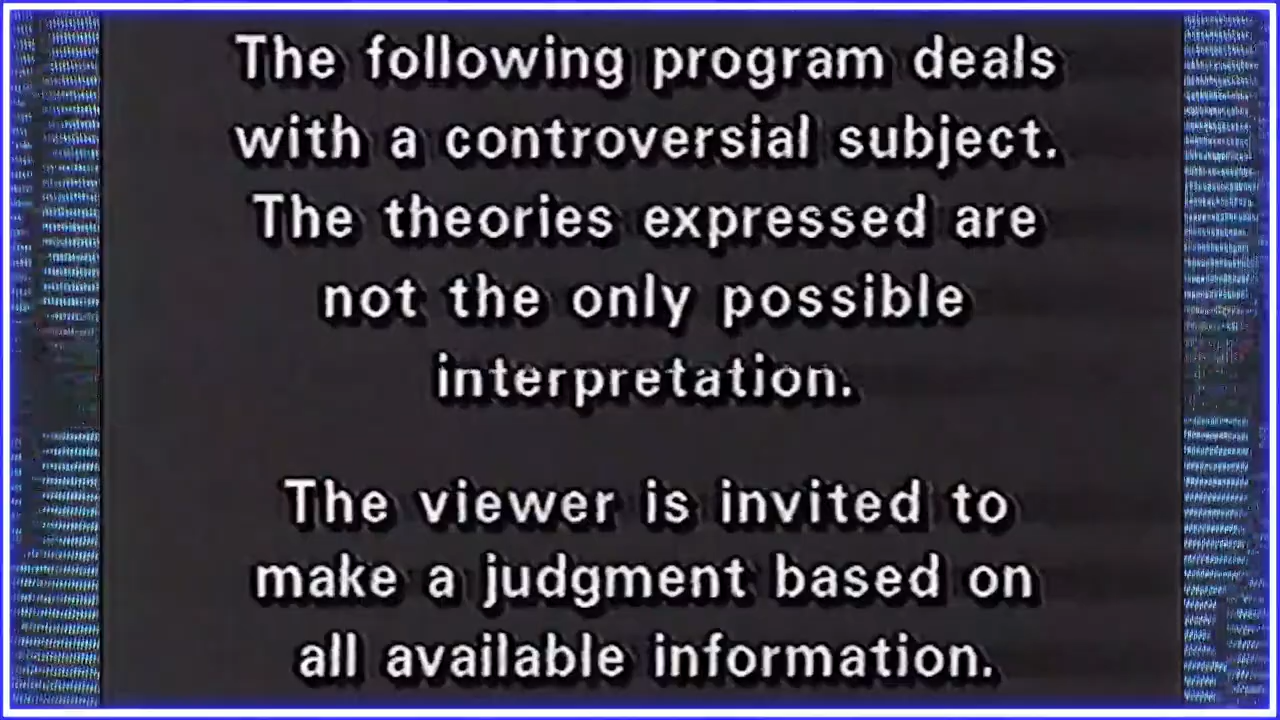 The following program deals
with a controversial subject.
The theories expressed are
not the only possible
interpretation.
The viewer is invited to
make a judgment based on
all available information.